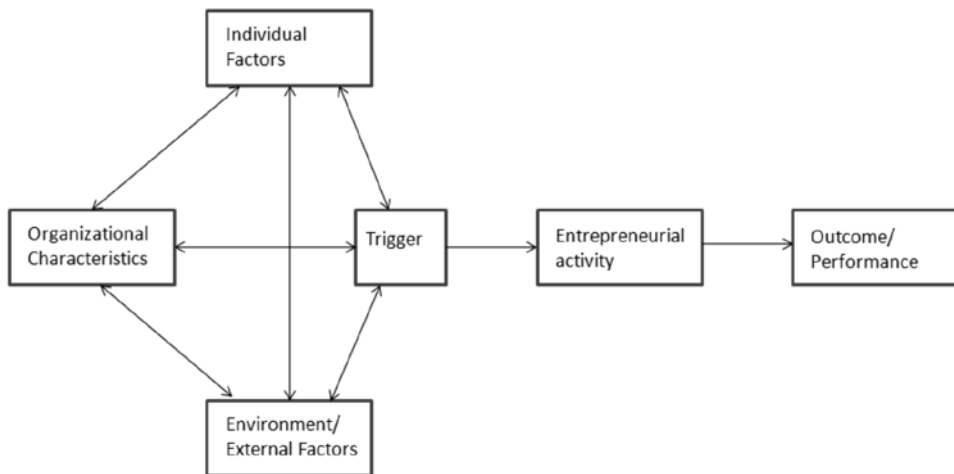 Individual
Factors
Organizational
Characteristics
Trigger
Entrepreneurial
activity
Outcome/
Performance
Environment/
External Factors